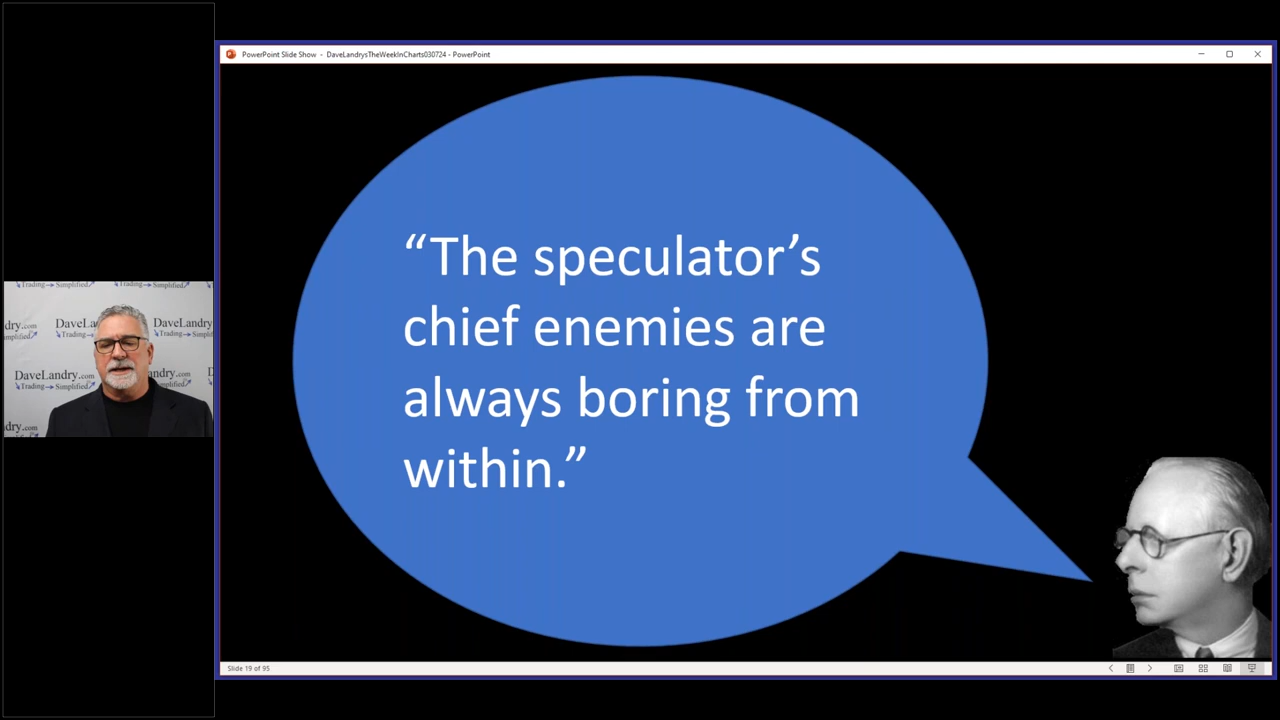 PowerPoint Slide Show - DaveLandrysTheWeekInCharts030724 - PowerPoint
“The speculator’s
chief enemies are
always boring from
within.”
DaveLandry.com
Trading Simplified
Slide 19 of 95